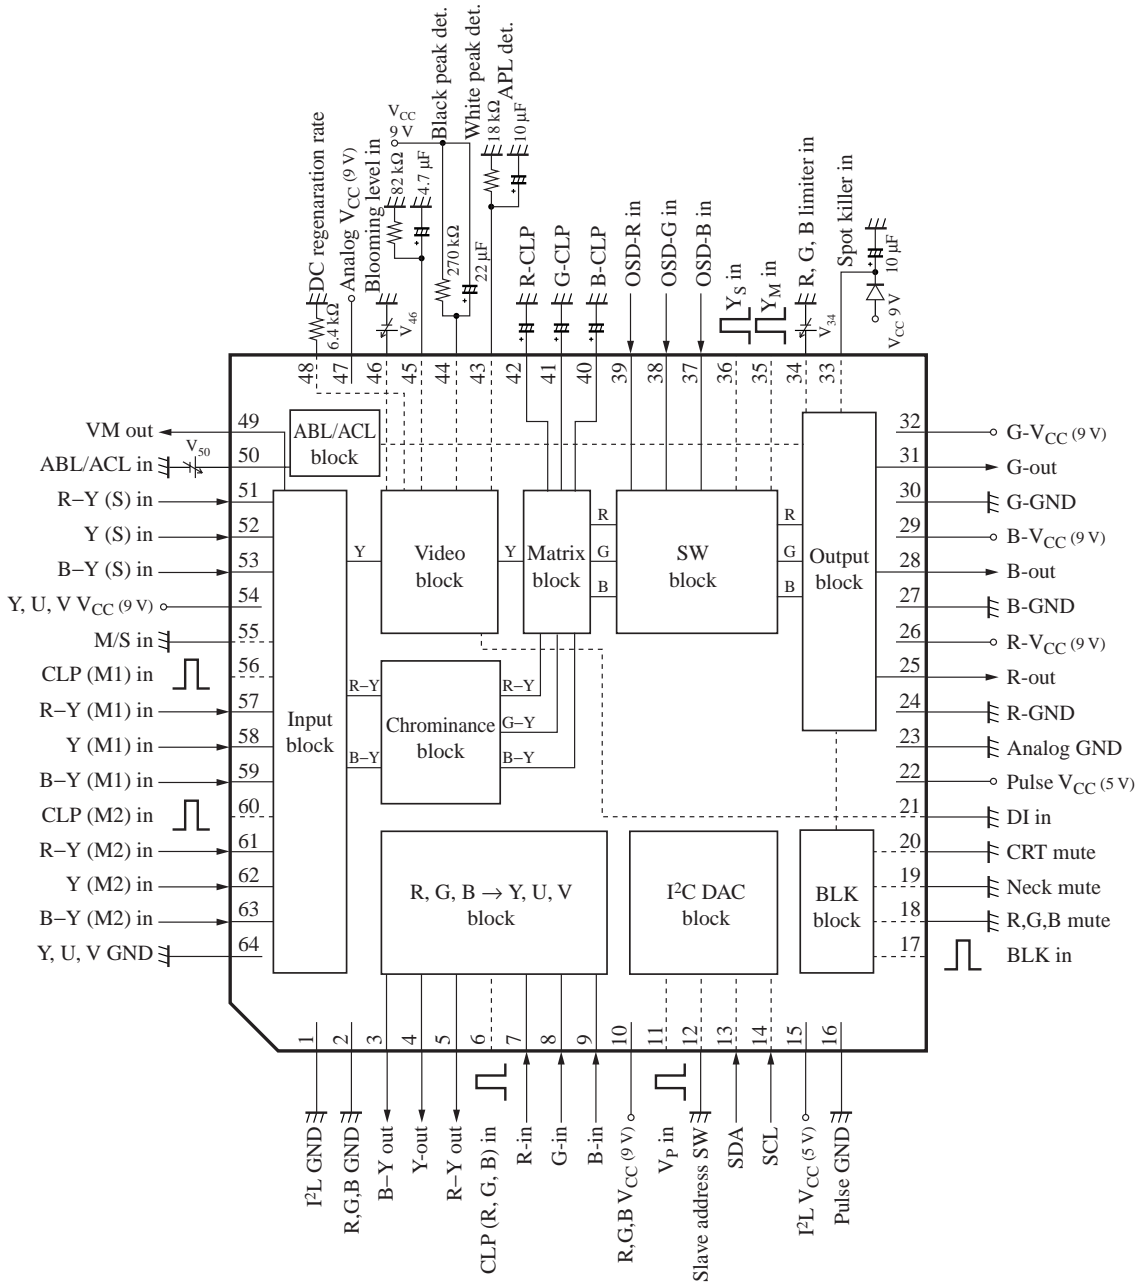 DC regenaration rate
6.4 kΩ
Analog VCC (9 V)
Blooming level in
V46
82 kΩ
4.7 µF
VCC
9 V
Black peak det.
270 kΩ
White peak det.
22 µF
18 kΩ
APL det.
10 µF
R-CLP
G-CLP
B-CLP
OSD-R in
OSD-G in
OSD-B in
YS in
YM in
R, G, B limiter in
V34
Spot killer in
10 µF
VCC 9 V
48
47
46
45
44
43
42
41
40
39
38
37
36
35
34
33
VM out
49
ABL/ACL in
V50
50
R−Y (S) in
51
Y (S) in
52
B−Y (S) in
53
Y, U, V VCC (9 V)
54
M/S in
55
CLP (M1) in
56
R−Y (M1) in
57
Y (M1) in
58
B−Y (M1) in
59
CLP (M2) in
60
R−Y (M2) in
61
Y (M2) in
62
B−Y (M2) in
63
Y, U, V GND
64
ABL/ACL
block
Input
block
Y
Video
block
Y
Matrix
block
R
G
B
SW
block
R
G
B
Output
block
R−Y
B−Y
Chrominance
block
R−Y
G−Y
B−Y
R, G, B → Y, U, V
block
I²C DAC
block
BLK
block
32
G-VCC (9 V)
31
G-out
30
G-GND
29
B-VCC (9 V)
28
B-out
27
B-GND
26
R-VCC (9 V)
25
R-out
24
R-GND
23
Analog GND
22
Pulse VCC (5 V)
21
DI in
20
CRT mute
19
Neck mute
18
R,G,B mute
17
BLK in
1
2
3
4
5
6
7
8
9
10
11
12
13
14
15
16
I²L GND
R,G,B GND
B−Y out
Y-out
R−Y out
CLP (R, G, B) in
R-in
G-in
B-in
R,G,B VCC (9 V)
VP in
Slave address SW
SDA
SCL
I²L VCC (5 V)
Pulse GND